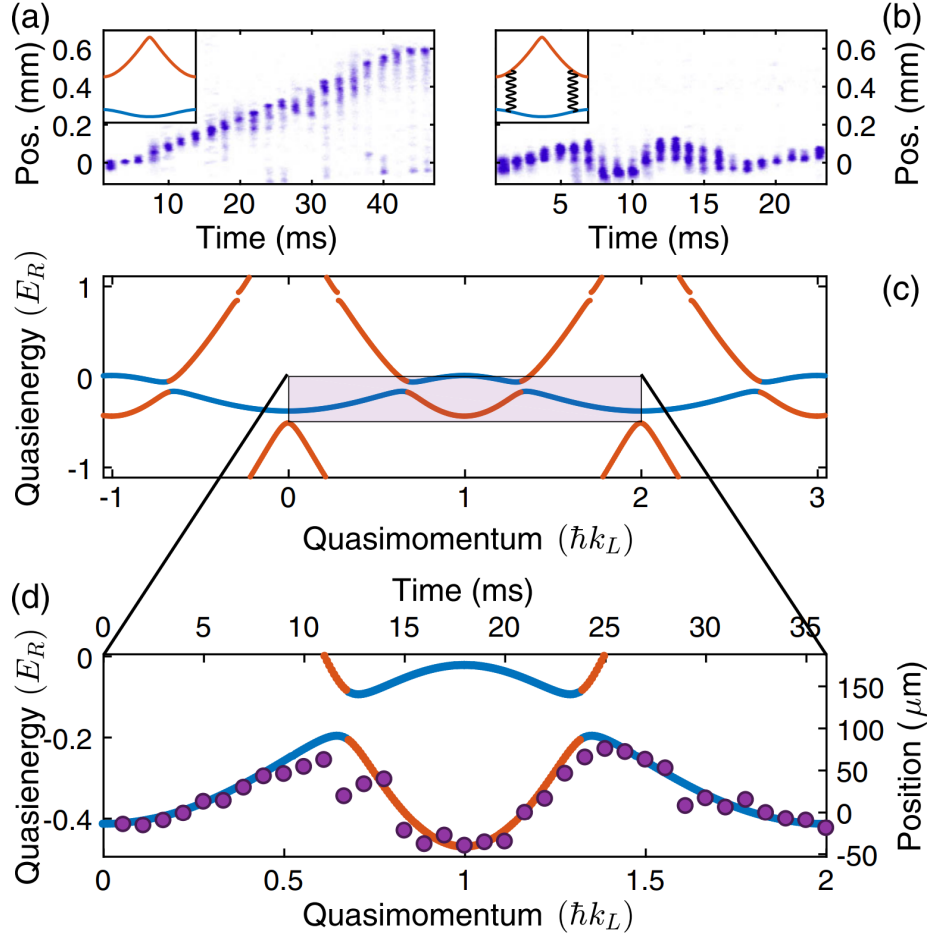 (a)
(b)
Pos. (mm)
0.6
0.4
0.2
0
10 20 30 40
Time (ms)
0.6
0.4
0.2
0
Pos. (mm)
5 10 15 20
Time (ms)
(c)
Quasienergy (E_R)
1
0
-1
-1 0 1 2 3
Quasimomentum (ħk_L)
(d)
Time (ms)
0 5 10 15 20 25 30 35
Quasienergy (E_R)
0
-0.2
-0.4
150
100
50
0
-50
Position (μm)
0 0.5 1 1.5 2
Quasimomentum (ħk_L)